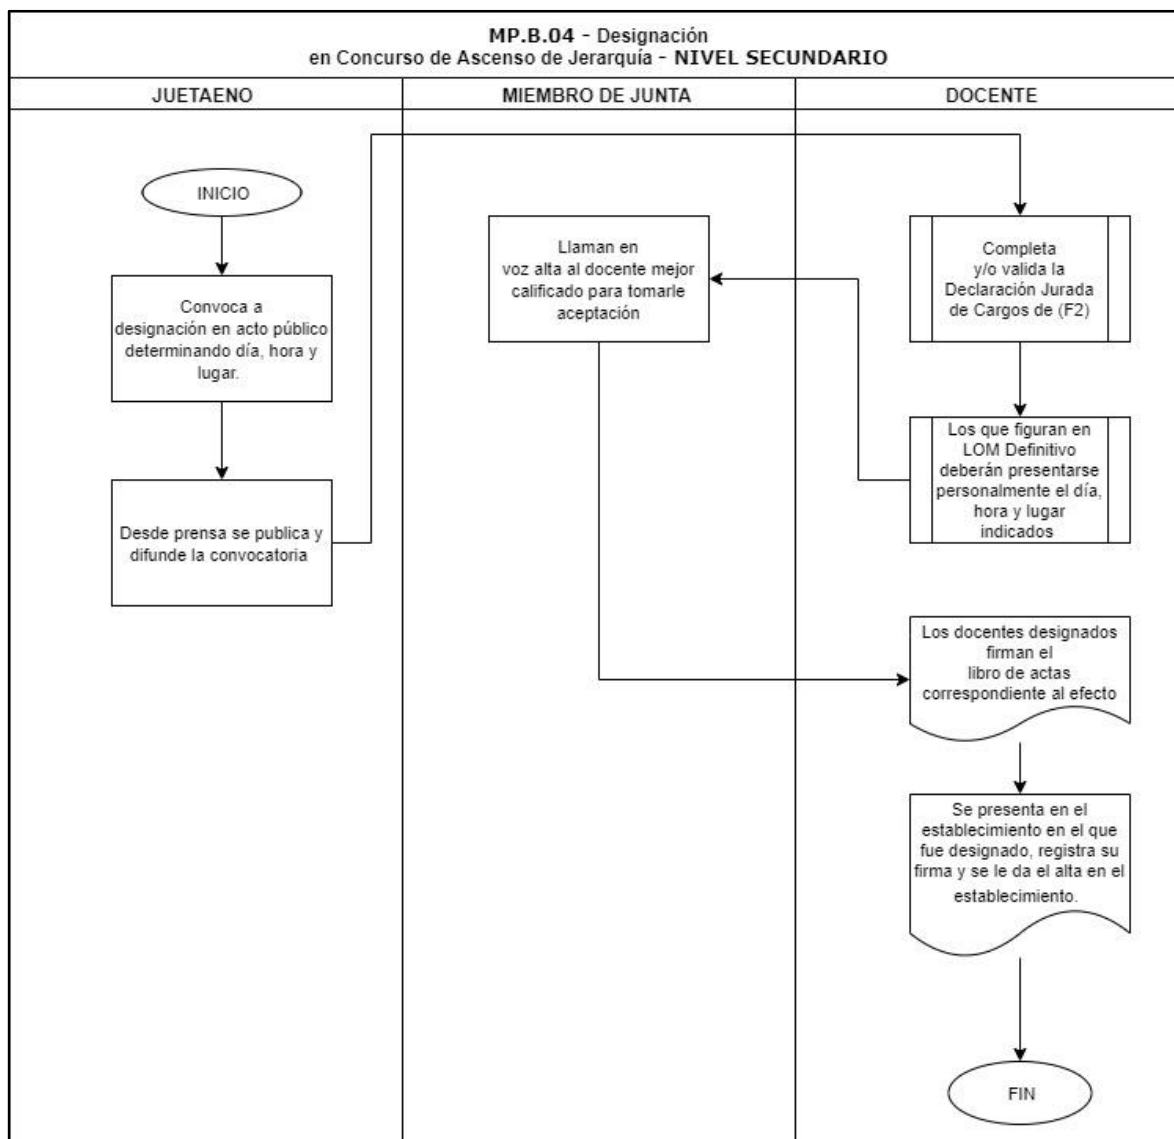 MP.B.04 - Designación
en Concurso de Ascenso de Jerarquía - NIVEL SECUNDARIO
JUETAENO
MIEMBRO DE JUNTA
DOCENTE
INICIO
Convoca a
designación en acto público
determinando día, hora y
lugar.
Desde prensa se publica y
difunde la convocatoria
Completa
y/o valida la
Declaración Jurada
de Cargos de (F2)
Los que figuran en
LOM Definitivo
deberán presentarse
personalmente el día,
hora y lugar
indicados
Llaman en
voz alta al docente mejor
calificado para tomarle
aceptación
Los docentes designados
firman el
libro de actas
correspondiente al efecto
Se presenta en el
establecimiento en el que
fue designado, registra su
firma y se le da el alta en el
establecimiento.
FIN